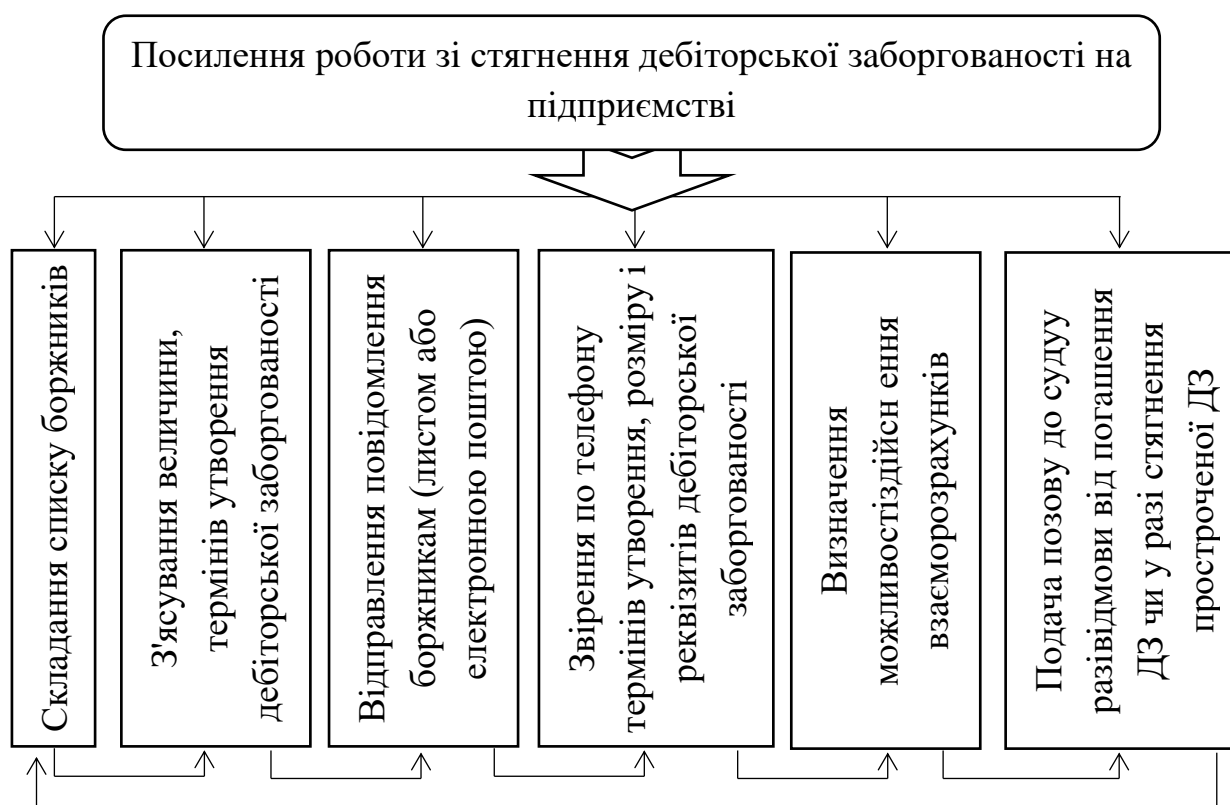 Посилення роботи зі стягнення дебіторської заборгованості на
підприємстві
Складання списку боржників
З'ясування величини,
термінів утворення
дебіторської заборгованості
Відправлення повідомлення
боржникам (листом або
електронною поштою)
Звірення по телефону
термінів утворення, розміру і
реквізитів дебіторської
заборгованості
Визначення
можливостіздійсн ення
взаєморозрахунків
Подача позову до судуу
разівідмови від погашення
ДЗ чи у разі стягнення
простроченої ДЗ